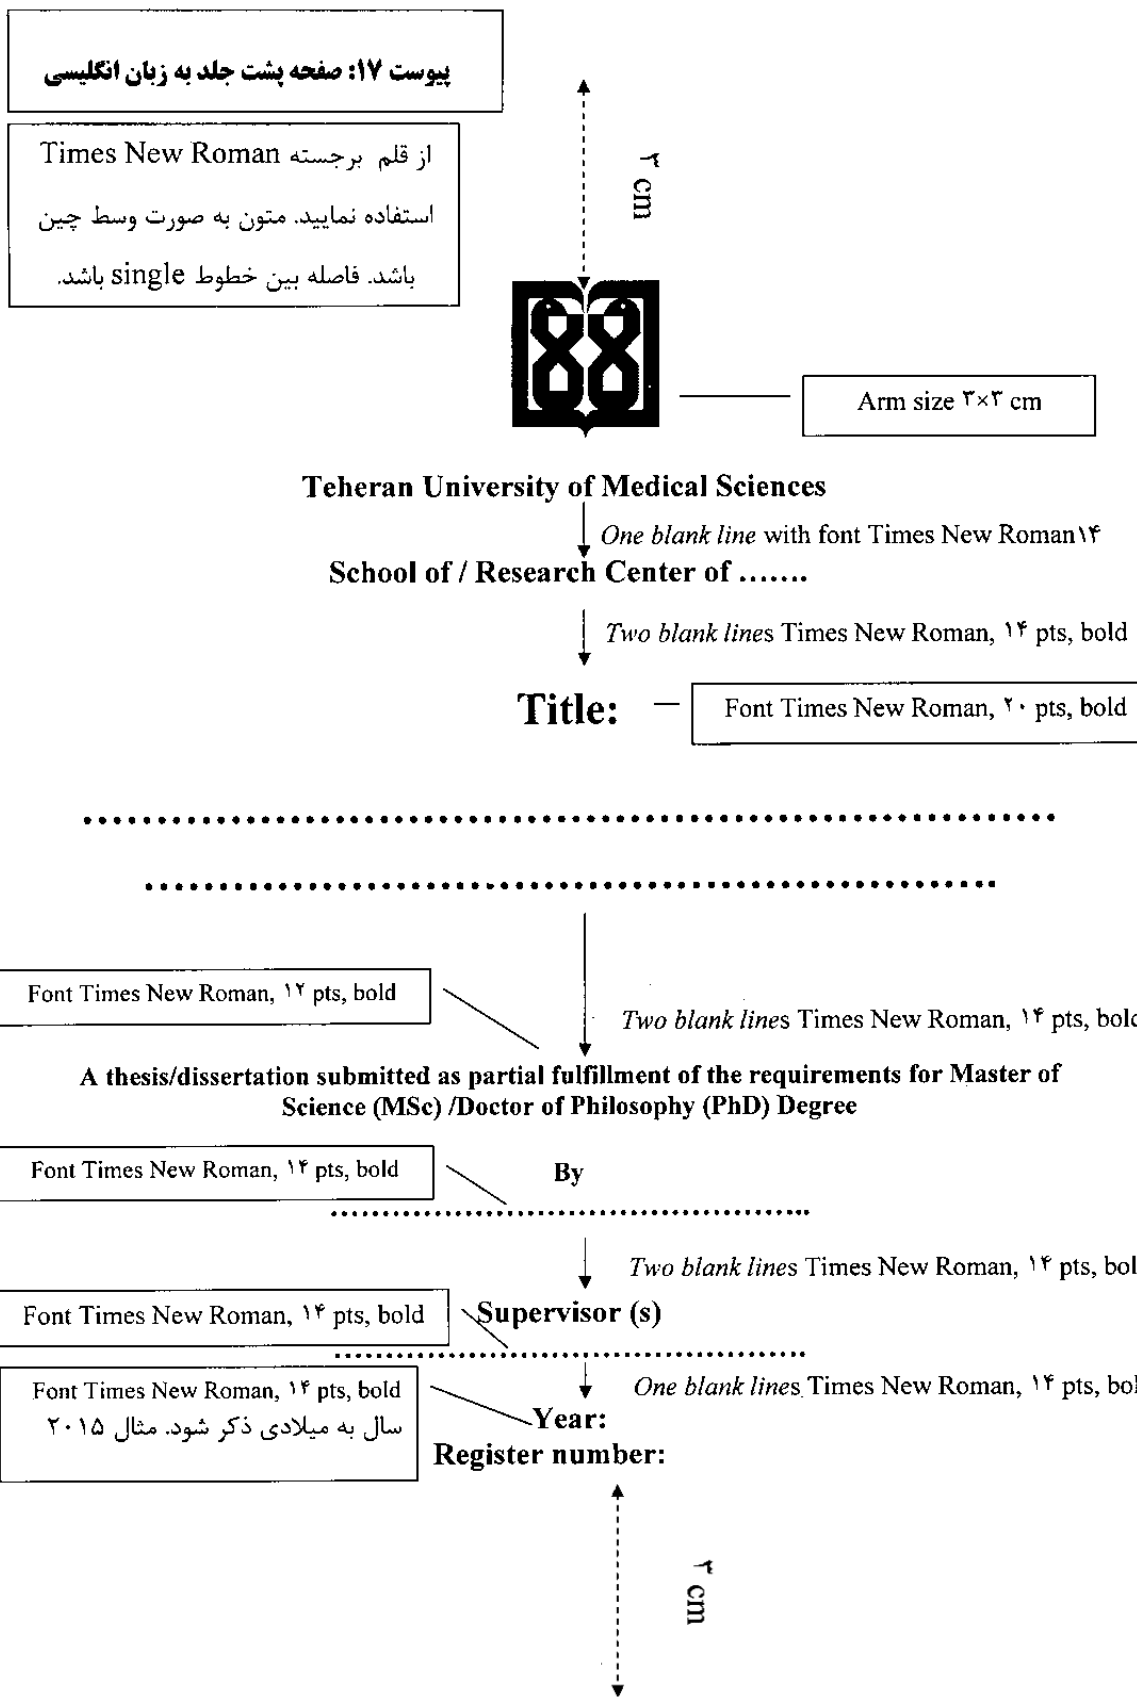 پیوست ۱۷: صفحه پشت جلد به زبان انگلیسی
از قلم برجسته Times New Roman
استفاده نمایید. متون به صورت وسط چین
باشد. فاصله بین خطوط single باشد.
۳ cm
Arm size ۳×۳ cm
Teheran University of Medical Sciences
One blank line with font Times New Roman۱۴
School of / Research Center of .......
Two blank lines Times New Roman, ۱۴ pts, bold
Title:
Font Times New Roman, ۲۰ pts, bold
Font Times New Roman, ۱۲ pts, bold
Two blank lines Times New Roman, ۱۴ pts, bold
A thesis/dissertation submitted as partial fulfillment of the requirements for Master of
Science (MSc) /Doctor of Philosophy (PhD) Degree
Font Times New Roman, ۱۴ pts, bold
By
Two blank lines Times New Roman, ۱۴ pts, bol
Font Times New Roman, ۱۴ pts, bold
Supervisor (s)
Font Times New Roman, ۱۴ pts, bold
One blank lines Times New Roman, ۱۴ pts, bol
سال به میلادی ذکر شود. مثال ۲۰۱۵
Year:
Register number:
۳ cm